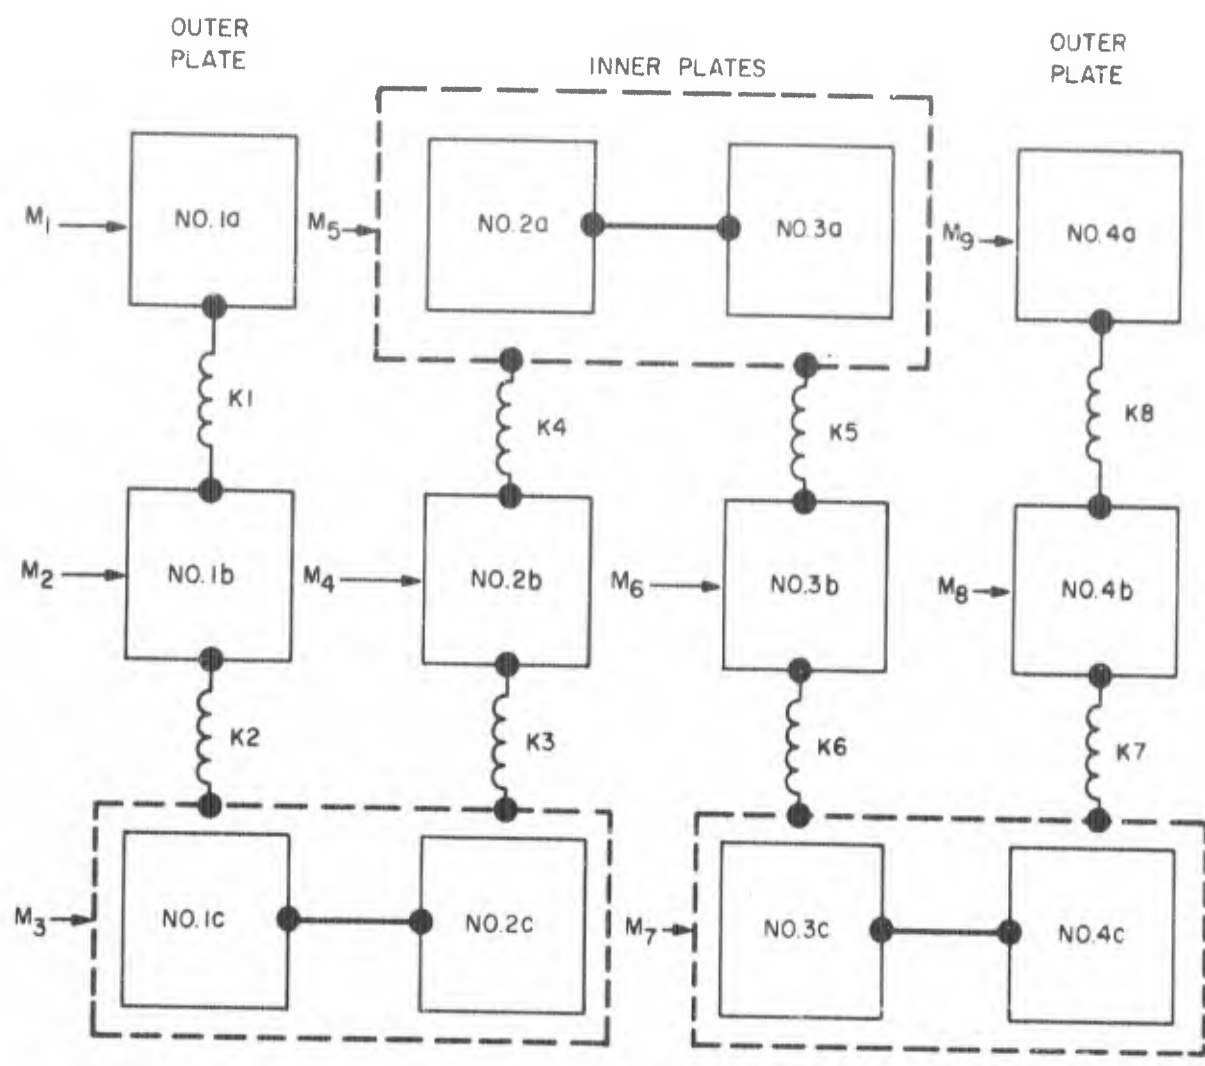 OUTER
PLATE
INNER PLATES
OUTER
PLATE
M1
NO.1a
M5
NO.2a
NO.3a
M9
NO.4a
K1
K4
K5
K8
M2
NO.1b
M4
NO.2b
M6
NO.3b
M8
NO.4b
K2
K3
K6
K7
M3
NO.1c
NO.2c
M7
NO.3c
NO.4c